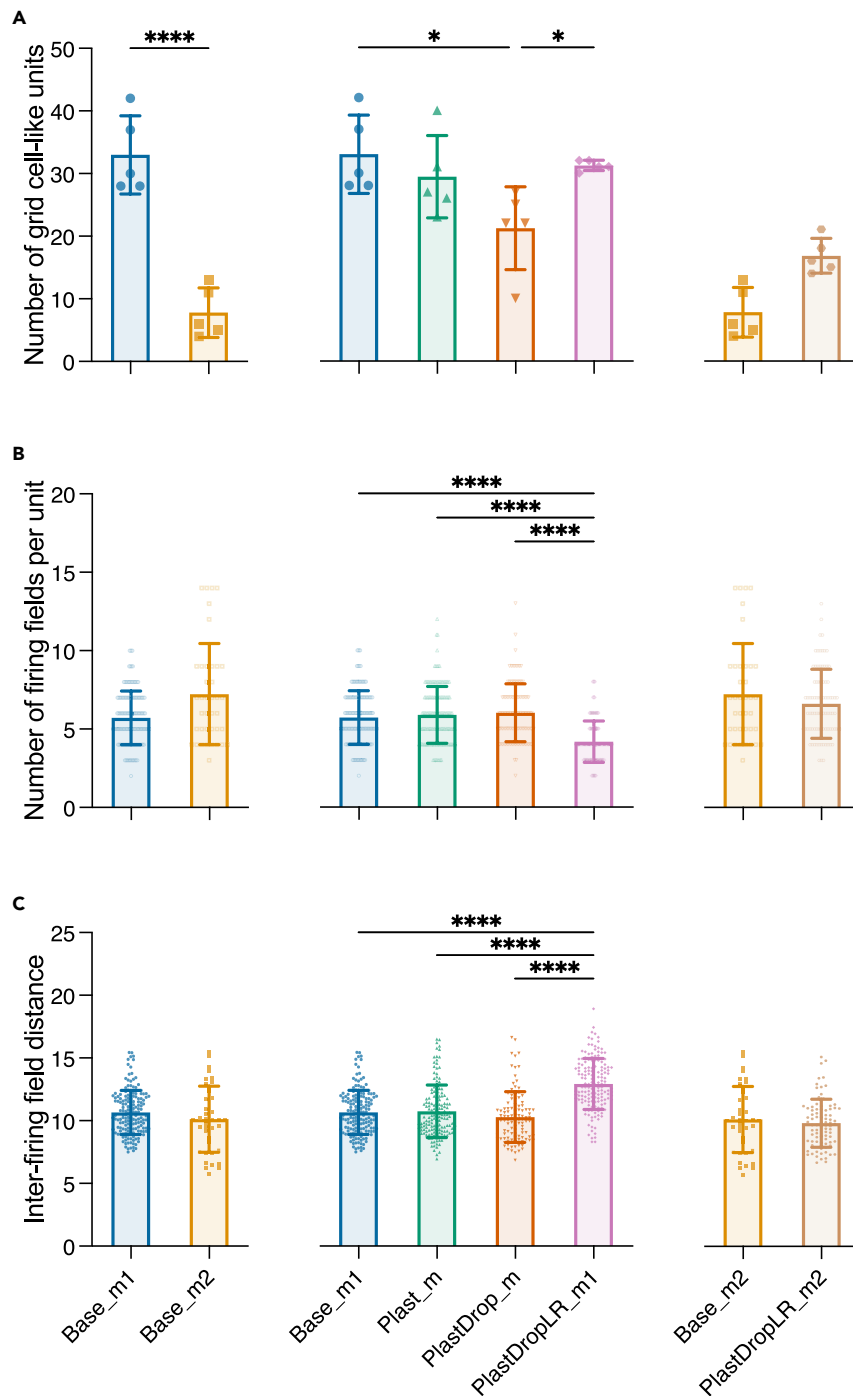 A
Number of grid cell-like units
50
40
30
20
10
0
****
*
*
B
Number of firing fields per unit
20
15
10
5
0
****
****
****
C
Inter-firing field distance
25
20
15
10
5
0
****
****
****
Base_m1
Base_m2
Base_m1
Plast_m
PlastDrop_m
PlastDropLR_m1
Base_m2
PlastDropLR_m2